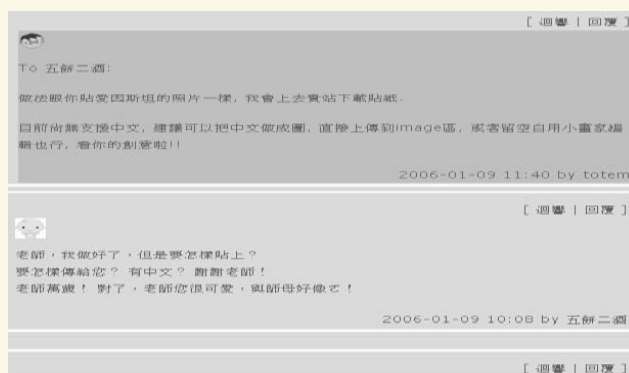 [ 迴響 | 回覆 ]
To 五餅二酒:
做法跟你貼愛因斯坦的照片一樣, 我會上去貴站下載貼紙.
目前尚無支援中文, 建議可以把中文做成圖, 直接上傳到image區, 或者留空白用小畫家編
輯也行, 看你的創意啦!!
2006-01-09 11:40 by totem
[ 迴響 | 回覆 ]
老師，我做好了，但是要怎樣貼上？
要怎樣傳給您？ 有中文？ 謝謝老師！
老師萬歲！ 對了，老師您很可愛，與師母好像ㄛ！
2006-01-09 10:08 by 五餅二酒
[ 迴響 | 回覆 ]